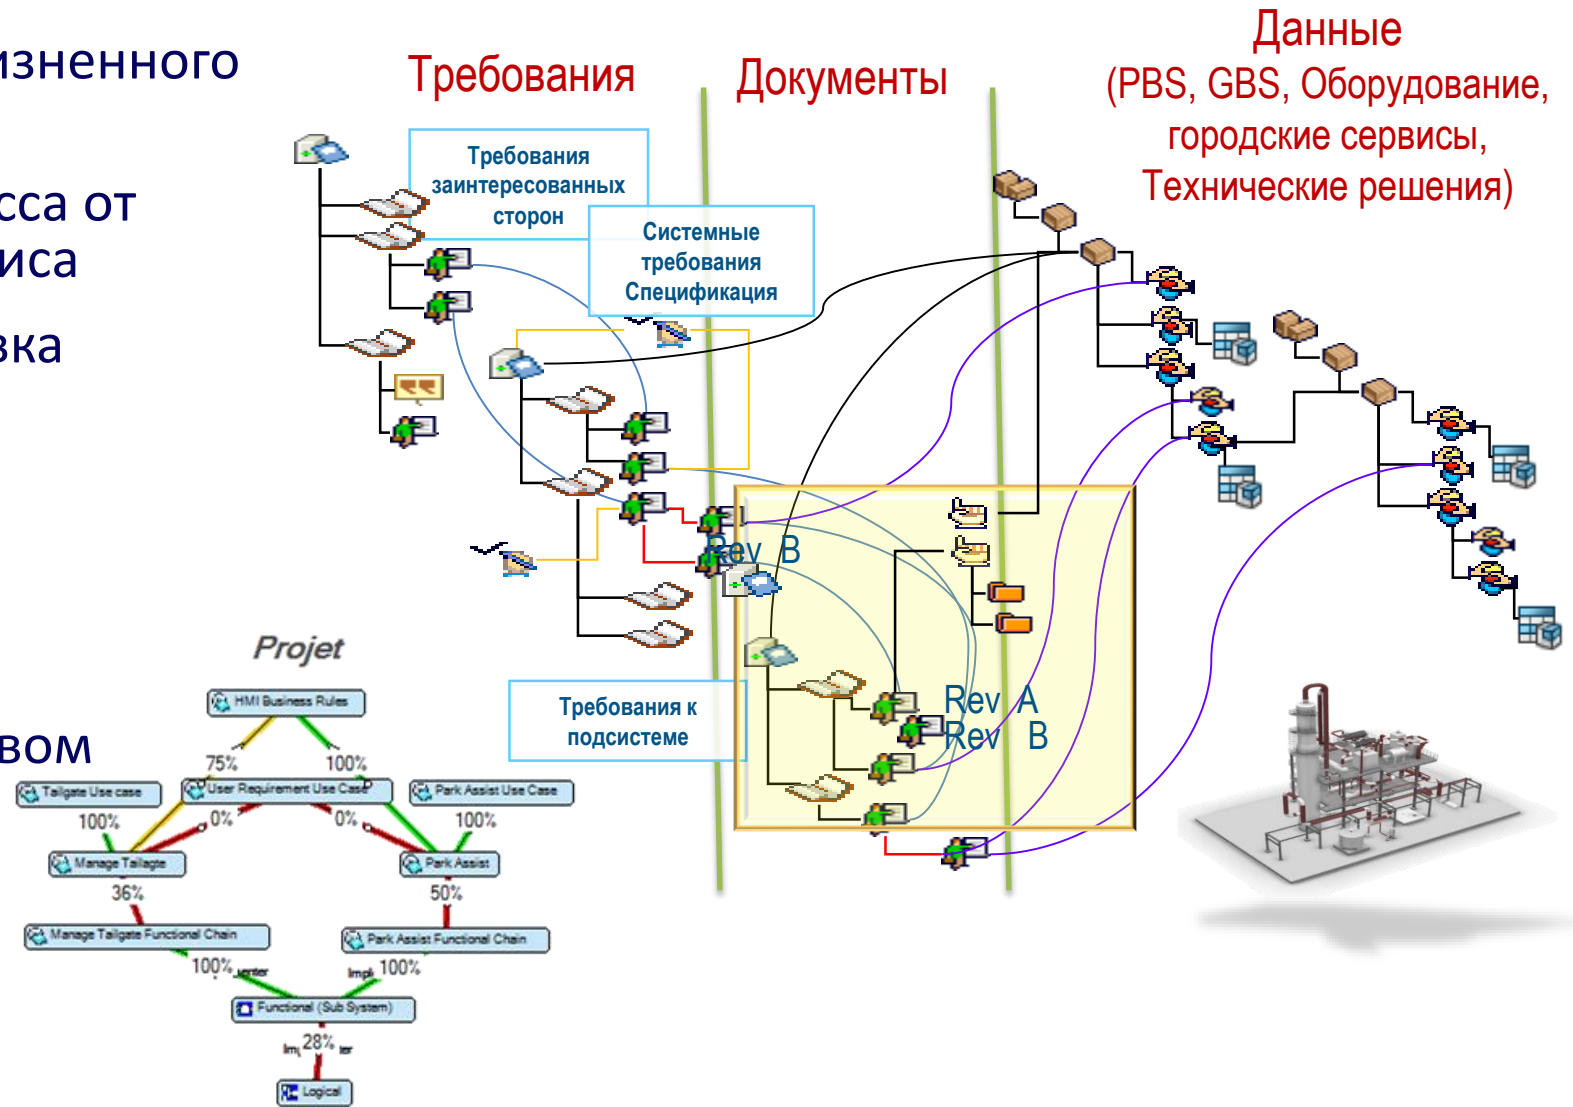 изненного
сса от
иса
зка
вом
Требования
Документы
Данные
(PBS, GBS, Оборудование,
городские сервисы,
Технические решения)
Требования
заинтересованных
сторон
Системные
требования
Спецификация
Rev B
Требования к
подсистеме
Rev A
Rev B
Projet
HMI Business Rules
75%
100%
Tailgate Use case
User Requirement Use Case
Park Assist Use Case
100%
0%
0%
100%
Manage Tailagte
Park Assist
36%
50%
Manage Tailgate Functional Chain
Park Assist Functional Chain
100%
100%
Functional (Sub System)
28%
Logical